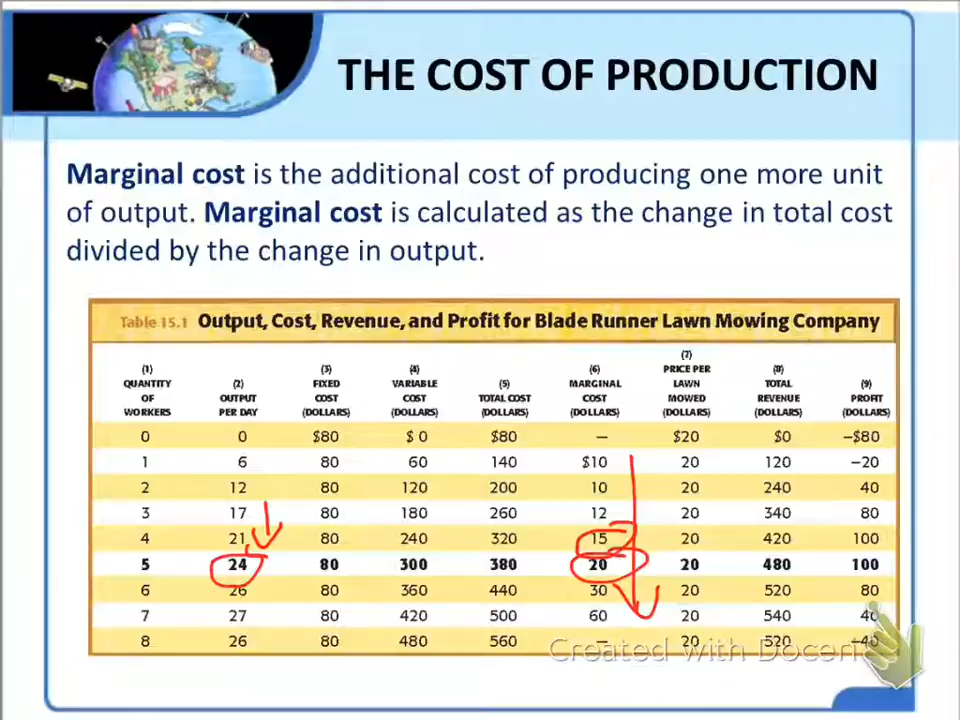 THE COST OF PRODUCTION
Marginal cost is the additional cost of producing one more unit
of output. Marginal cost is calculated as the change in total cost
divided by the change in output.
Table 15.1 Output, Cost, Revenue, and Profit for Blade Runner Lawn Mowing Company
(1) QUANTITY OF WORKERS (2) OUTPUT PER DAY (3) FIXED COST (DOLLARS) (4) VARIABLE COST (DOLLARS) (5) TOTAL COST (DOLLARS) (6) MARGINAL COST (DOLLARS) (7) PRICE PER LAWN MOWED (DOLLARS) (8) TOTAL REVENUE (DOLLARS) (9) PROFIT (DOLLARS)
0 0 $80 $0 $80 — $20 $0 –$80
1 6 80 60 140 $10 20 120 –20
2 12 80 120 200 10 20 240 40
3 17 80 180 260 12 20 340 80
4 21 80 240 320 15 20 420 100
5 24 80 300 380 20 20 480 100
6 26 80 360 440 30 20 520 80
7 27 80 420 500 60 20 540 40
8 26 80 480 560 — 20 520 –40
Created with Doceri